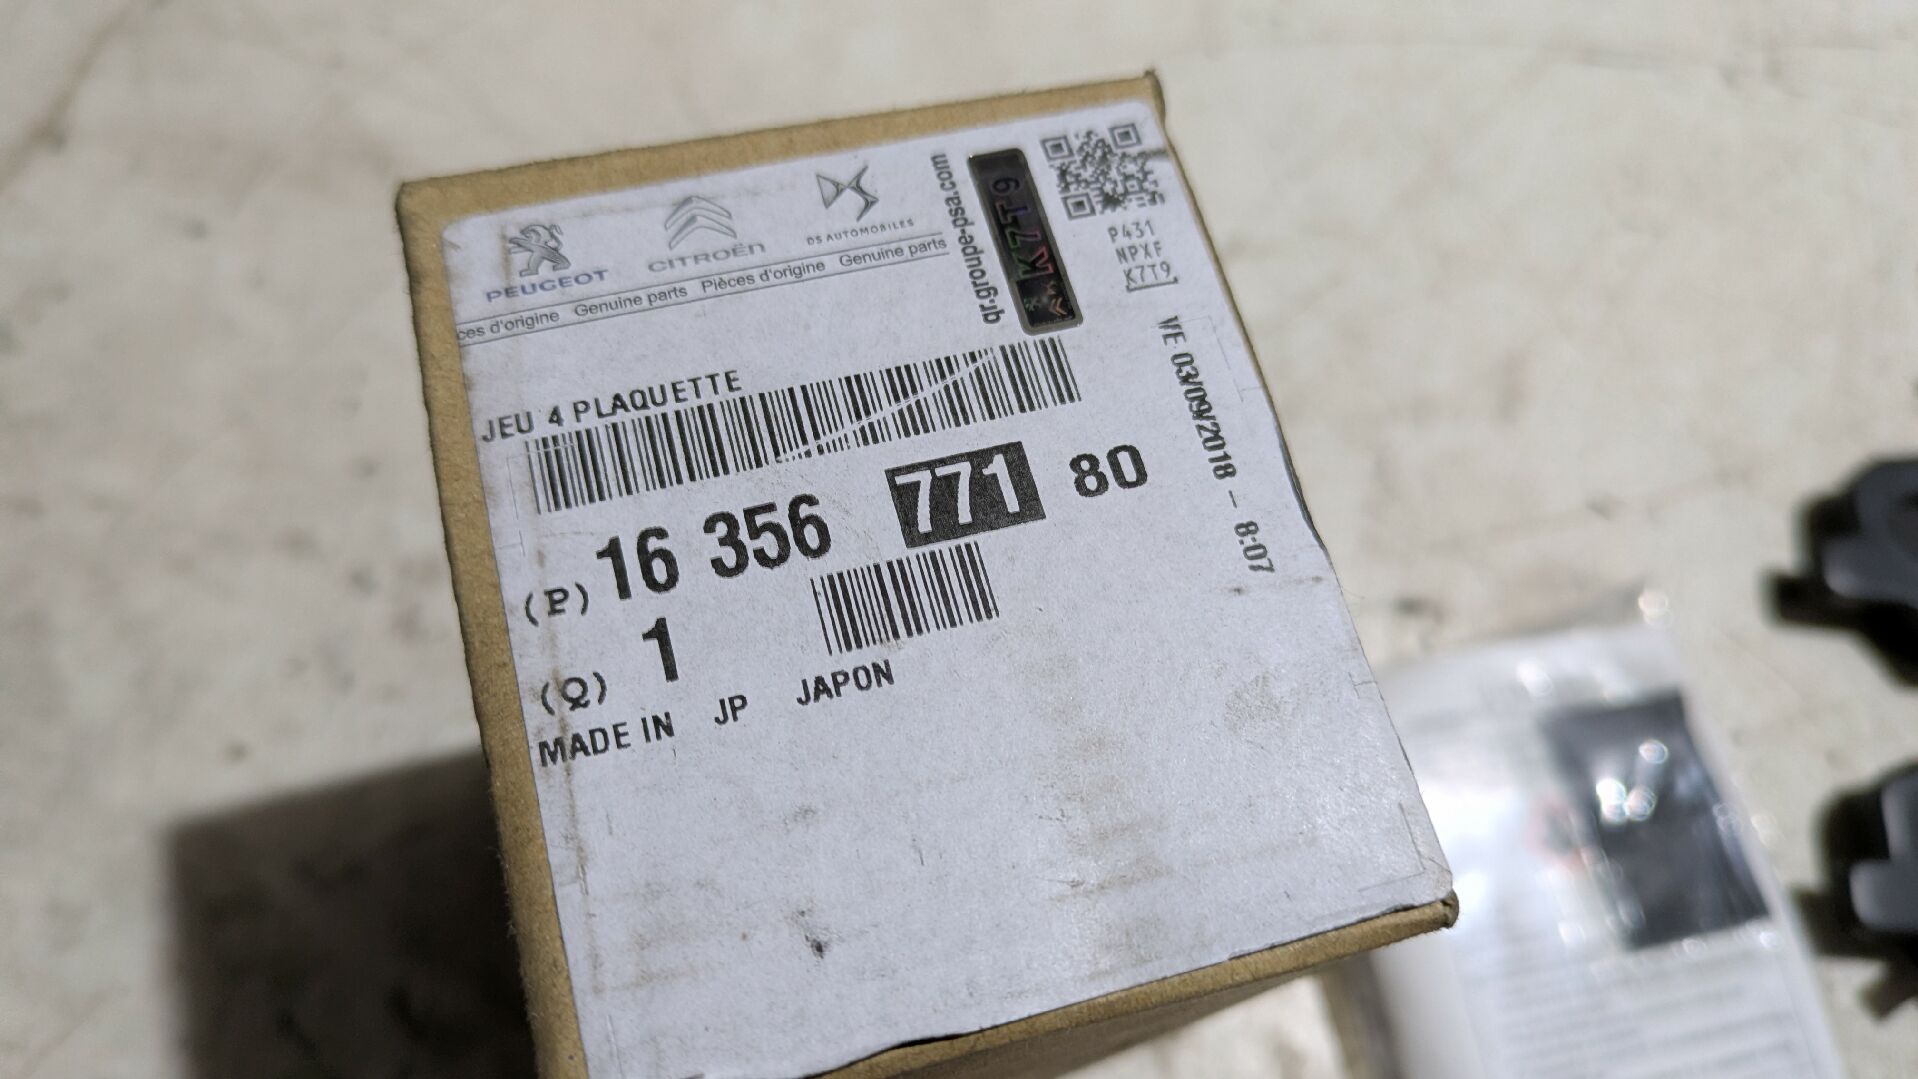 PEUGEOT
CITROËN
DS AUTOMOBILES
ces d'origine Genuine parts Pièces d'origine Genuine parts
qr.groupe-psa.com
K7T9
P431
NPXF
K7T9
VE 03/09/2018 - 8:07
JEU 4 PLAQUETTE
(P) 16 356 771 80
(Q) 1
MADE IN JP JAPON